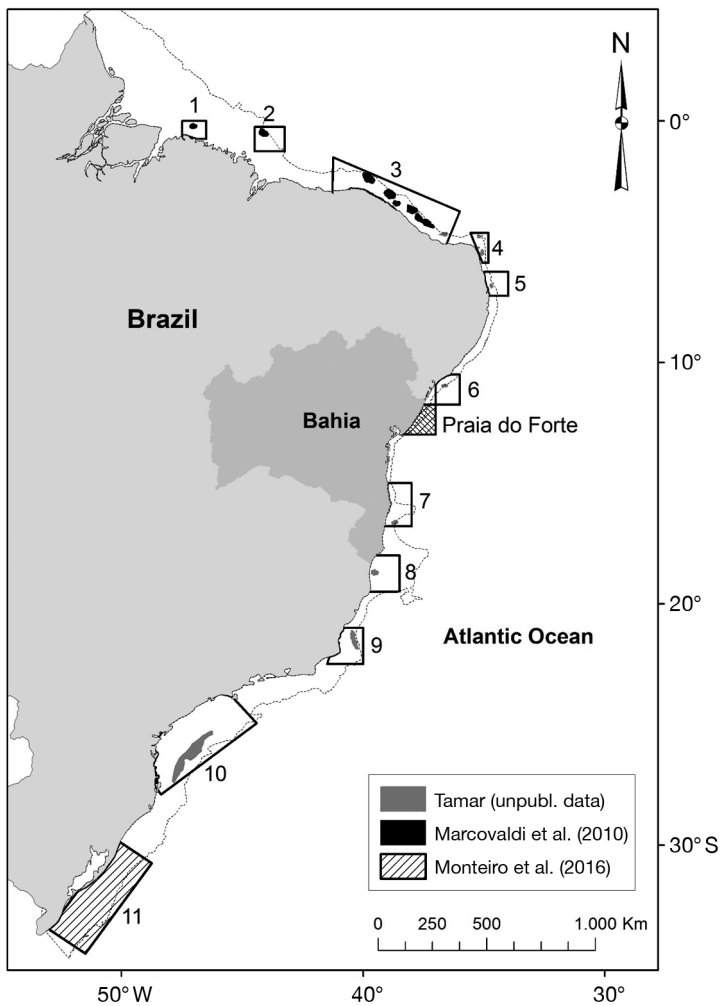 N
1
2
3
4
5
6
7
8
9
10
11
Brazil
Bahia
Praia do Forte
Atlantic Ocean
0°
10°
20°
30° S
Tamar (unpubl. data)
Marcovaldi et al. (2010)
Monteiro et al. (2016)
0 250 500 1.000 Km
50° W 40° 30°